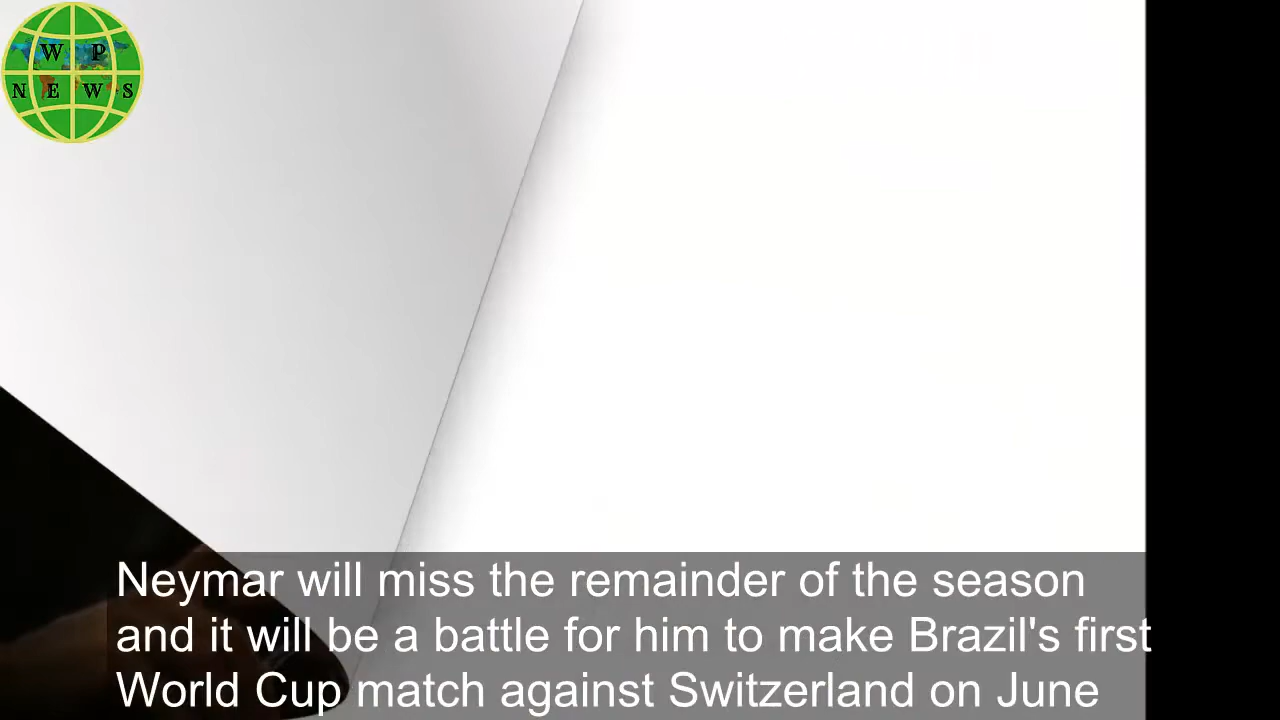 W P
NEWS
Neymar will miss the remainder of the season
and it will be a battle for him to make Brazil's first
World Cup match against Switzerland on June